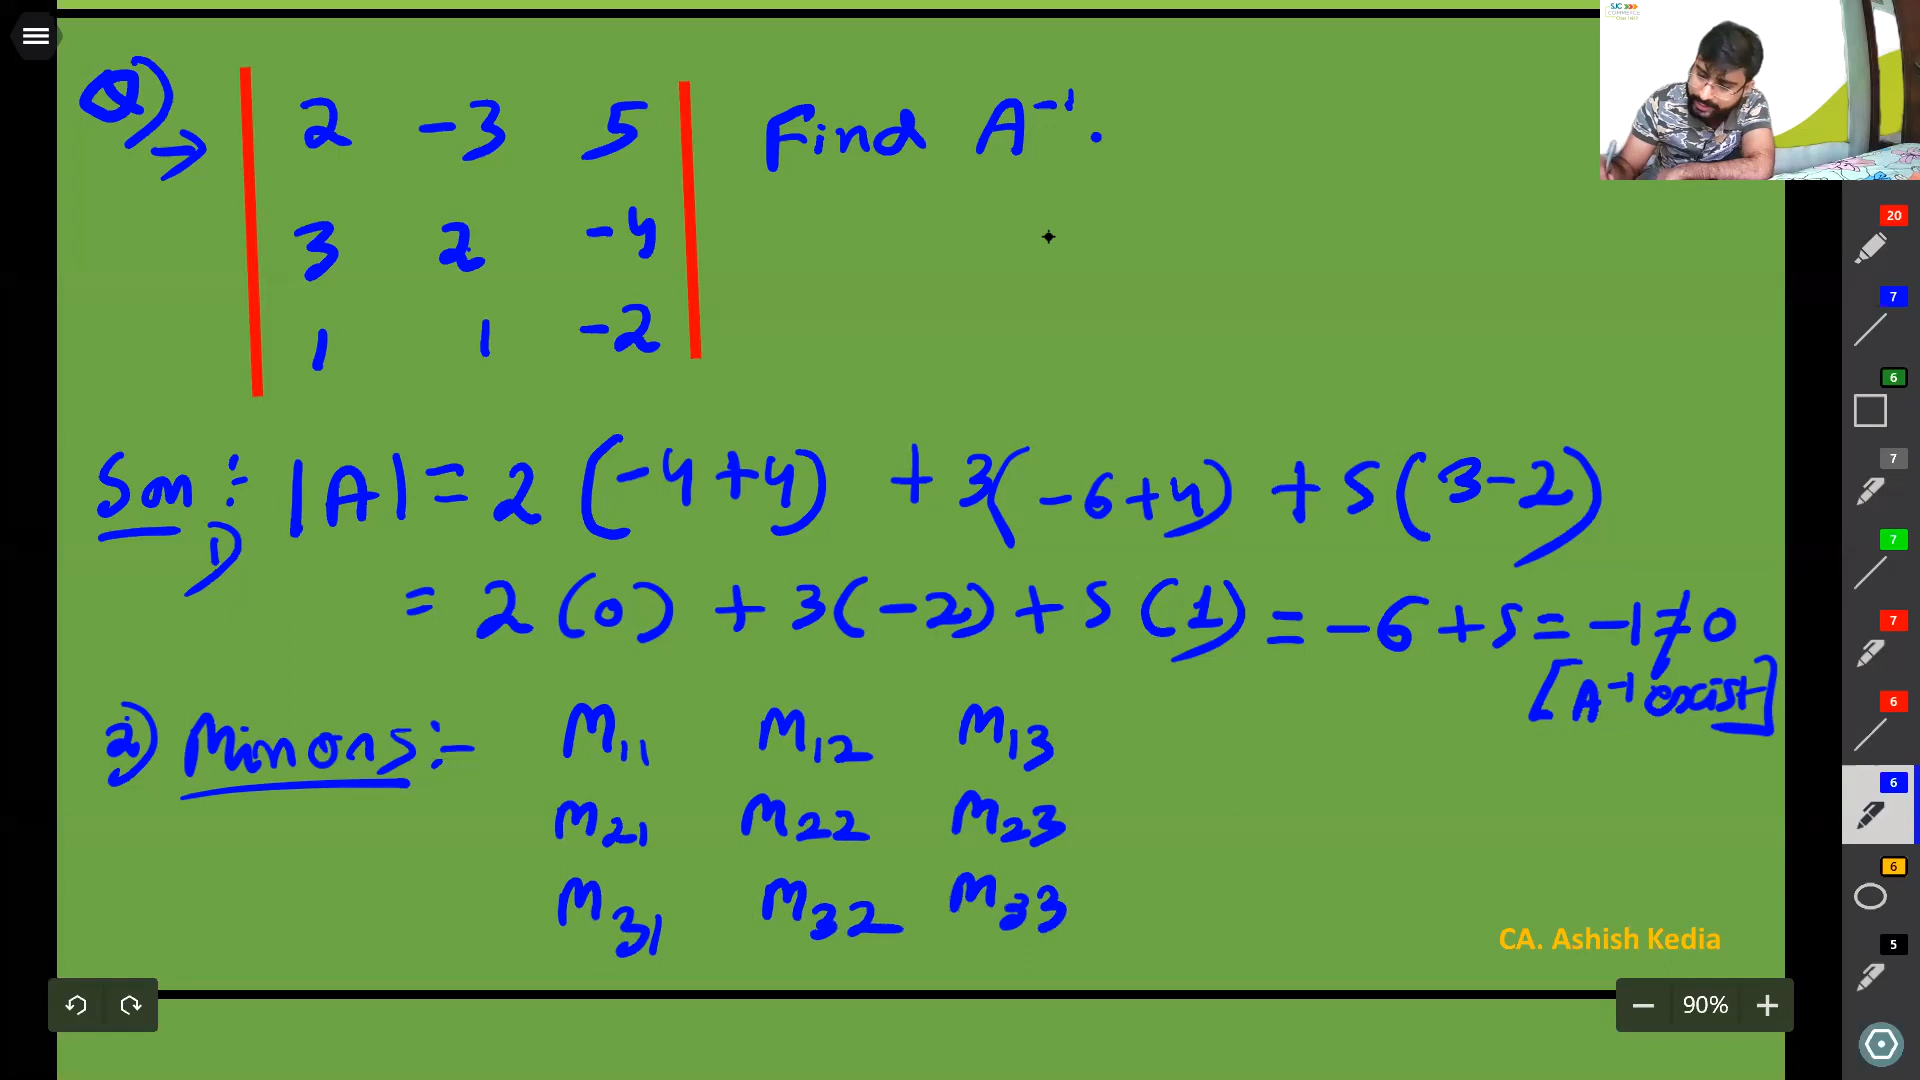 Q)→ | 2 -3 5 | Find A⁻¹.
3 2 -4
1 1 -2
Soln :- |A| = 2 (-4+4) + 3(-6+4) + 5(3-2)
1)
= 2(0) + 3(-2) + 5(1) = -6+5 = -1≠0
[A⁻¹ exist]
2) Minors :- M11 M12 M13
M21 M22 M23
M31 M32 M33
CA. Ashish Kedia
90%
SJC
COMMERCE
20
7
6
7
7
7
6
6
6
5